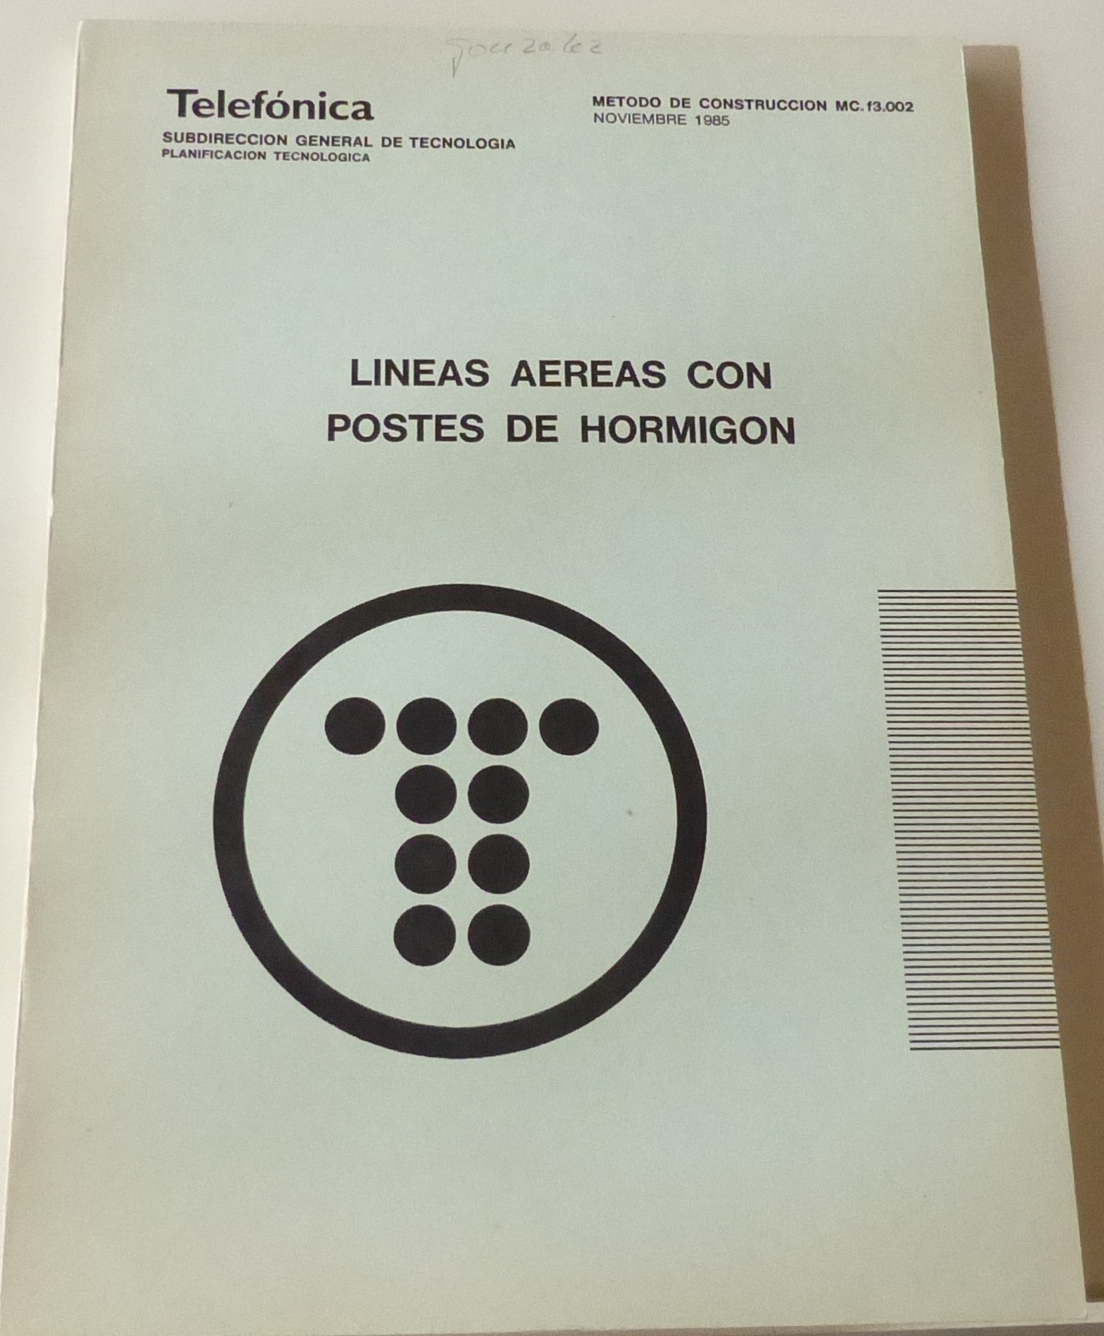 gonzalez
Telefónica
SUBDIRECCION GENERAL DE TECNOLOGIA
PLANIFICACION TECNOLOGICA
METODO DE CONSTRUCCION MC.f3.002
NOVIEMBRE 1985
LINEAS AEREAS CON
POSTES DE HORMIGON